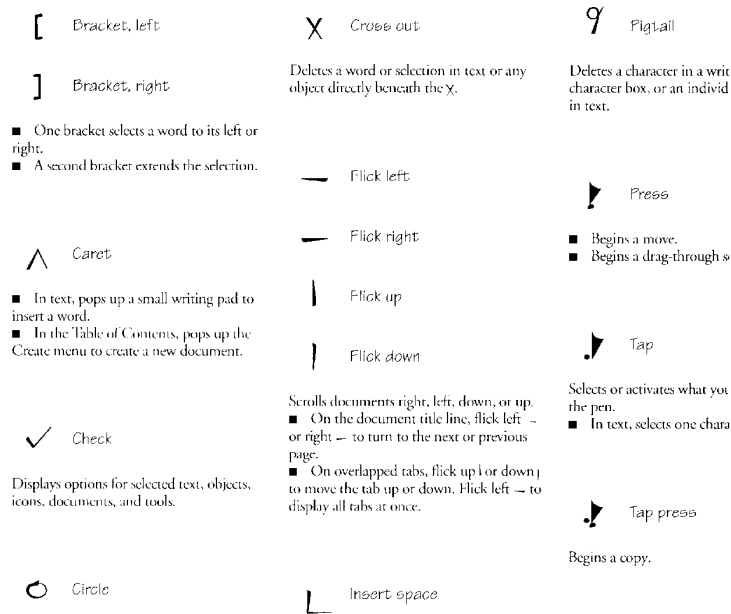 Bracket, left
Bracket, right
■ One bracket selects a word to its left or
right.
■ A second bracket extends the selection.
Caret
■ In text, pops up a small writing pad to
insert a word.
■ In the Table of Contents, pops up the
Create menu to create a new document.
Check
Displays options for selected text, objects,
icons, documents, and tools.
Circle
Cross out
Deletes a word or selection in text or any
object directly beneath the X.
Flick left
Flick right
Flick up
Flick down
Scrolls documents right, left, down, or up.
■ On the document title line, flick left –
or right – to turn to the next or previous
page.
■ On overlapped tabs, flick up | or down |
to move the tab up or down. Flick left – to
display all tabs at once.
Insert space
Pigtail
Deletes a character in a writ
character box, or an individ
in text.
Press
■ Begins a move.
■ Begins a drag-through s
Tap
Selects or activates what you
the pen.
■ In text, selects one chara
Tap press
Begins a copy.